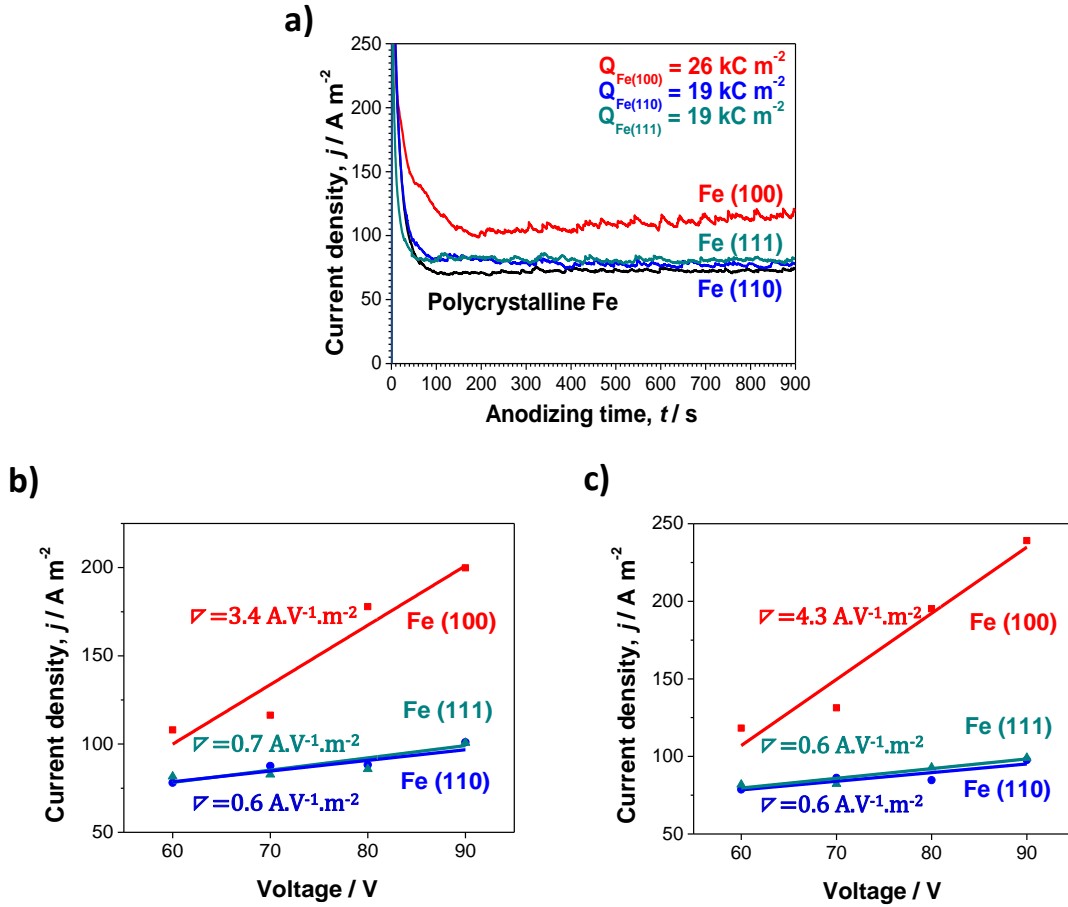 a)
Q Fe(100) = 26 kC m⁻²
Q Fe(110) = 19 kC m⁻²
Q Fe(111) = 19 kC m⁻²
Current density, j / A m⁻²
250
200
150
100
50
0
Fe (100)
Fe (111)
Fe (110)
Polycrystalline Fe
0 100 200 300 400 500 600 700 800 900
Anodizing time, t / s
b)
Current density, j / A m⁻²
200
150
100
50
=3.4 A.V⁻¹.m⁻²
Fe (100)
Fe (111)
=0.7 A.V⁻¹.m⁻²
Fe (110)
=0.6 A.V⁻¹.m⁻²
60 70 80 90
Voltage / V
c)
Current density, j / A m⁻²
250
200
150
100
50
=4.3 A.V⁻¹.m⁻²
Fe (100)
Fe (111)
=0.6 A.V⁻¹.m⁻²
Fe (110)
=0.6 A.V⁻¹.m⁻²
60 70 80 90
Voltage / V